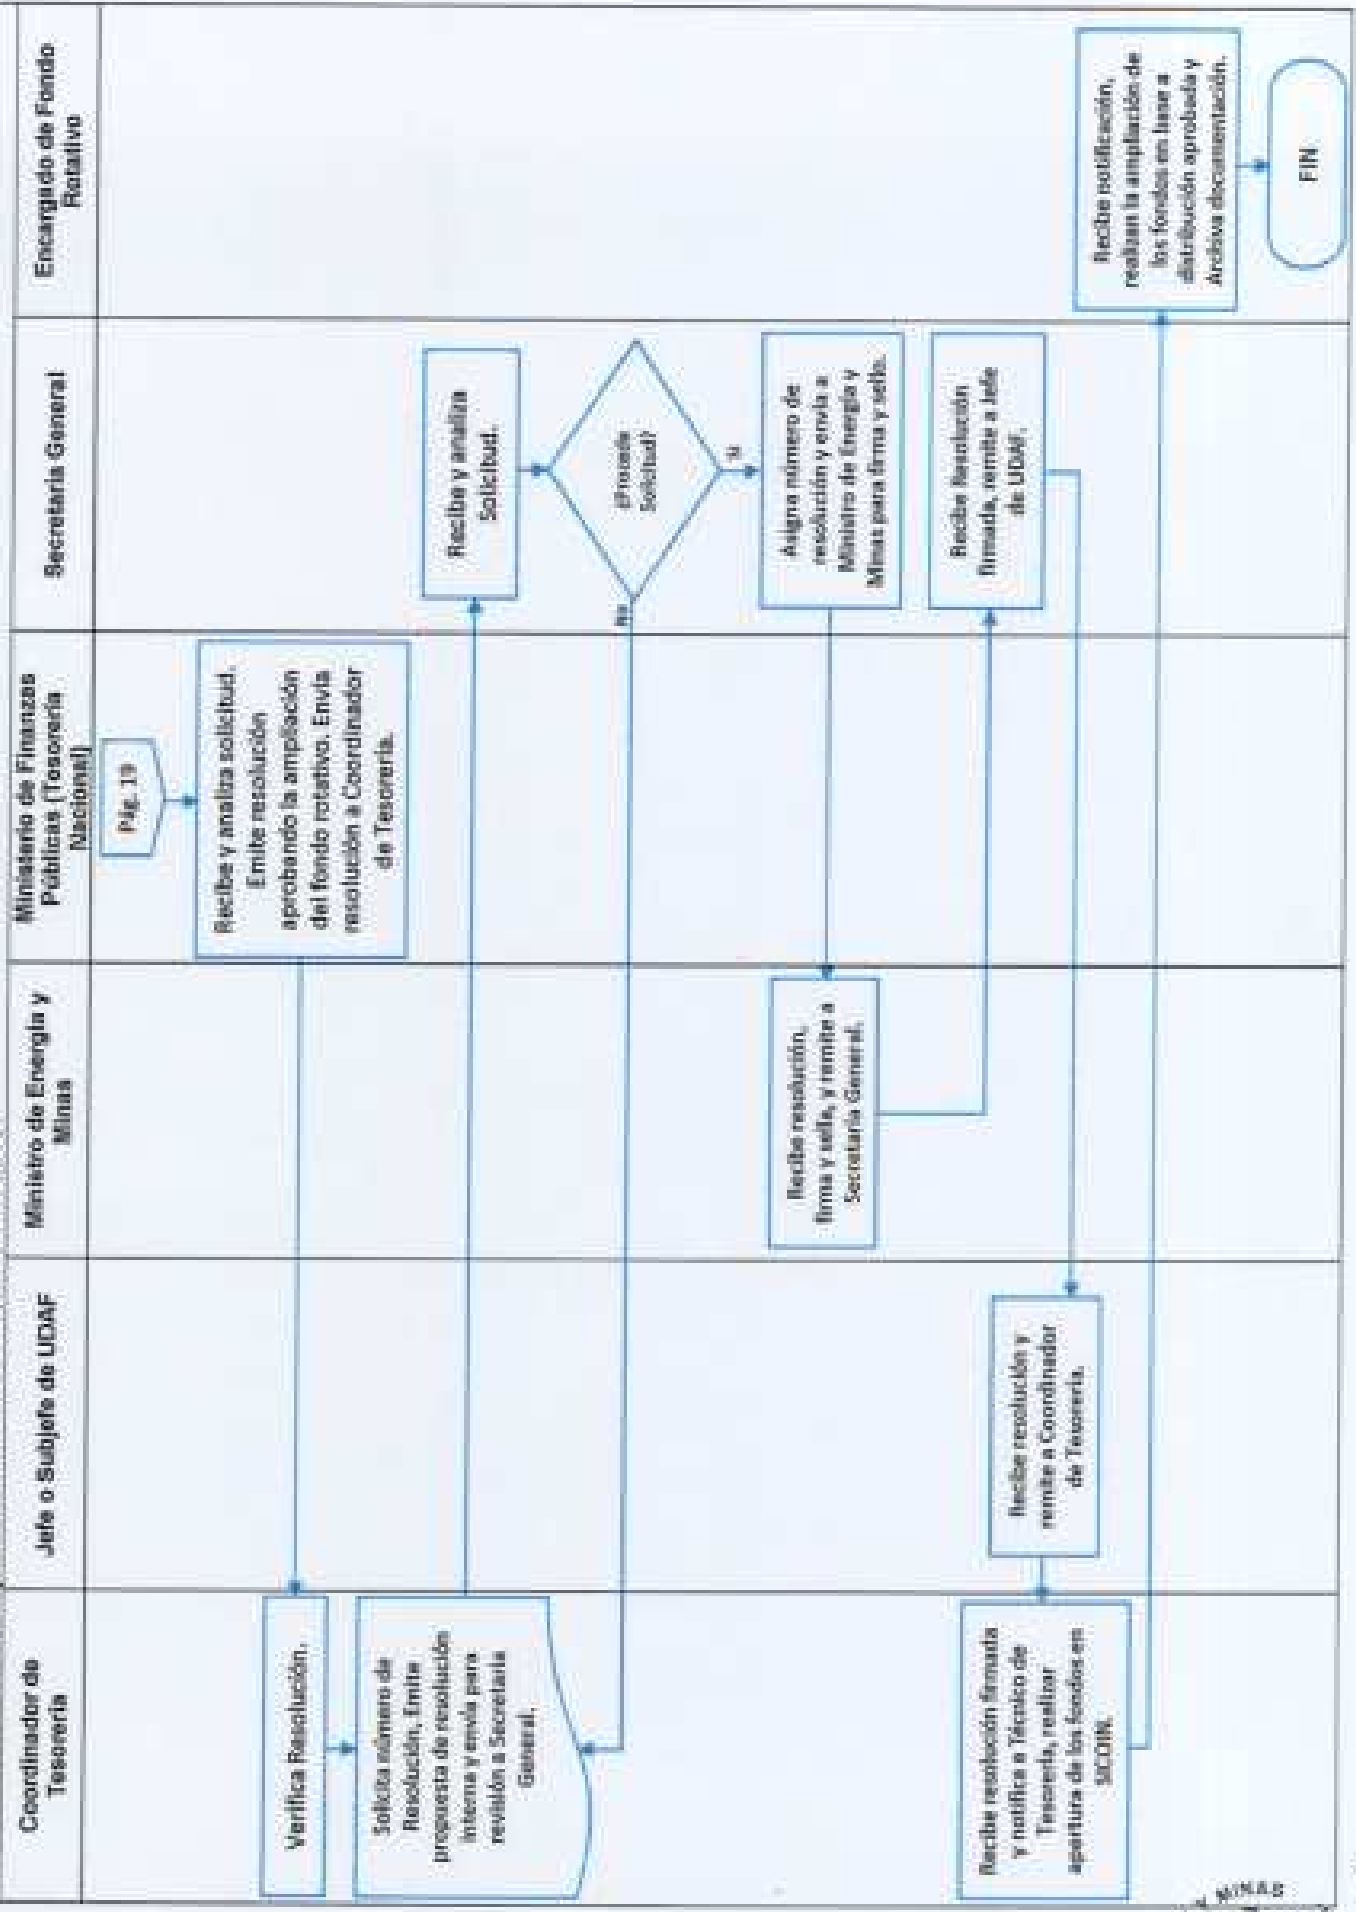 Coordinador de
Tesorería
Jefe o Subjefe de UDAF
Ministro de Energía y
Minas
Ministerio de Finanzas
Públicas (Tesorería
Nacional)
Secretaria General
Encargado de Fondo
Rotativo
Pág. 19
Recibe y analiza solicitud.
Emite resolución
aprobando la ampliación
del fondo rotativo. Envía
resolución a Coordinador
de Tesorería.
Verifica Resolución.
Solicita número de
Resolución, Emite
propuesta de resolución
interna y envía para
revisión a Secretaria
General.
Recibe y analiza
Solicitud.
¿Procede
Solicitud?
No
Si
Asigna número de
resolución y envía a
Ministro de Energía y
Minas para firma y sello.
Recibe resolución,
firma y sella, y remite a
Secretaría General.
Recibe Resolución
firmada, remite a Jefe
de UDAF.
Recibe resolución y
remite a Coordinador
de Tesorería.
Recibe resolución firmada
y notifica a Técnico de
Tesorería, realizar
apertura de los fondos en
SICOIN.
Recibe notificación,
realizan la ampliación de
los fondos en base a
distribución aprobada y
Archiva documentación.
FIN
Y MINAS